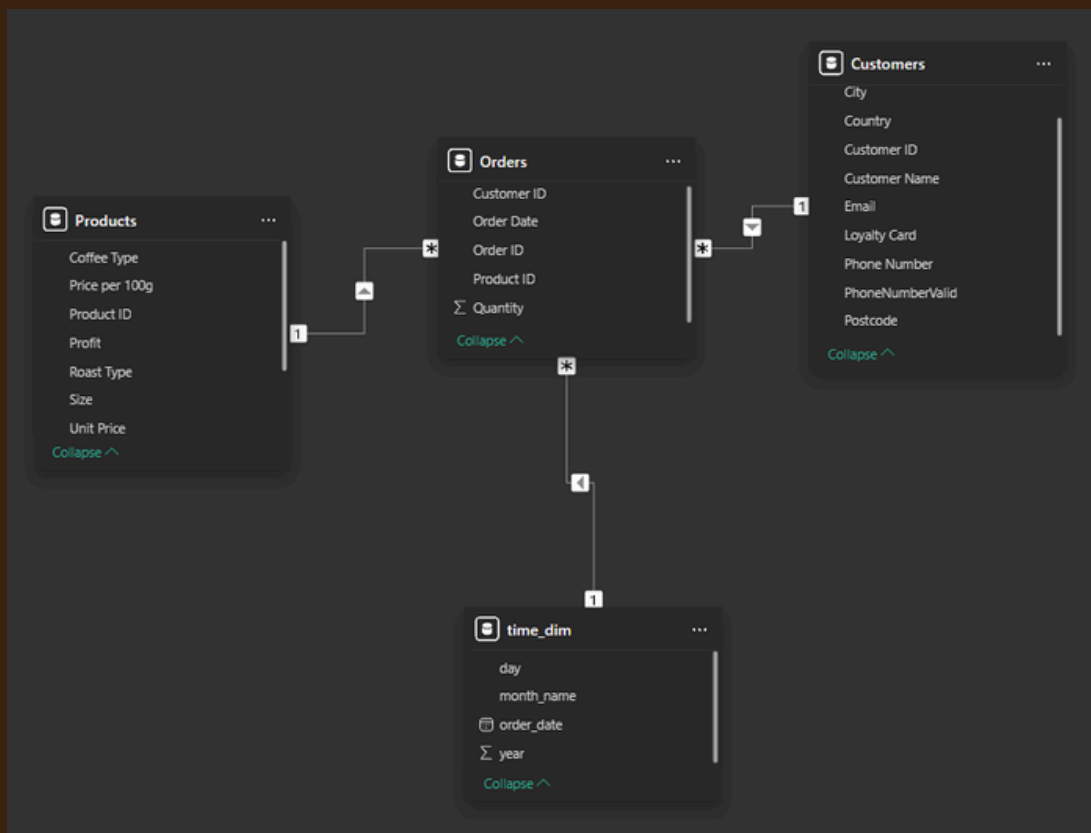 Customers
City
Country
Customer ID
Customer Name
Email
Loyalty Card
Phone Number
PhoneNumberValid
Postcode
Collapse
Orders
Customer ID
Order Date
Order ID
Product ID
Σ Quantity
Collapse
Products
Coffee Type
Price per 100g
Product ID
Profit
Roast Type
Size
Unit Price
Collapse
1
*
*
1
*
1
time_dim
day
month_name
order_date
Σ year
Collapse